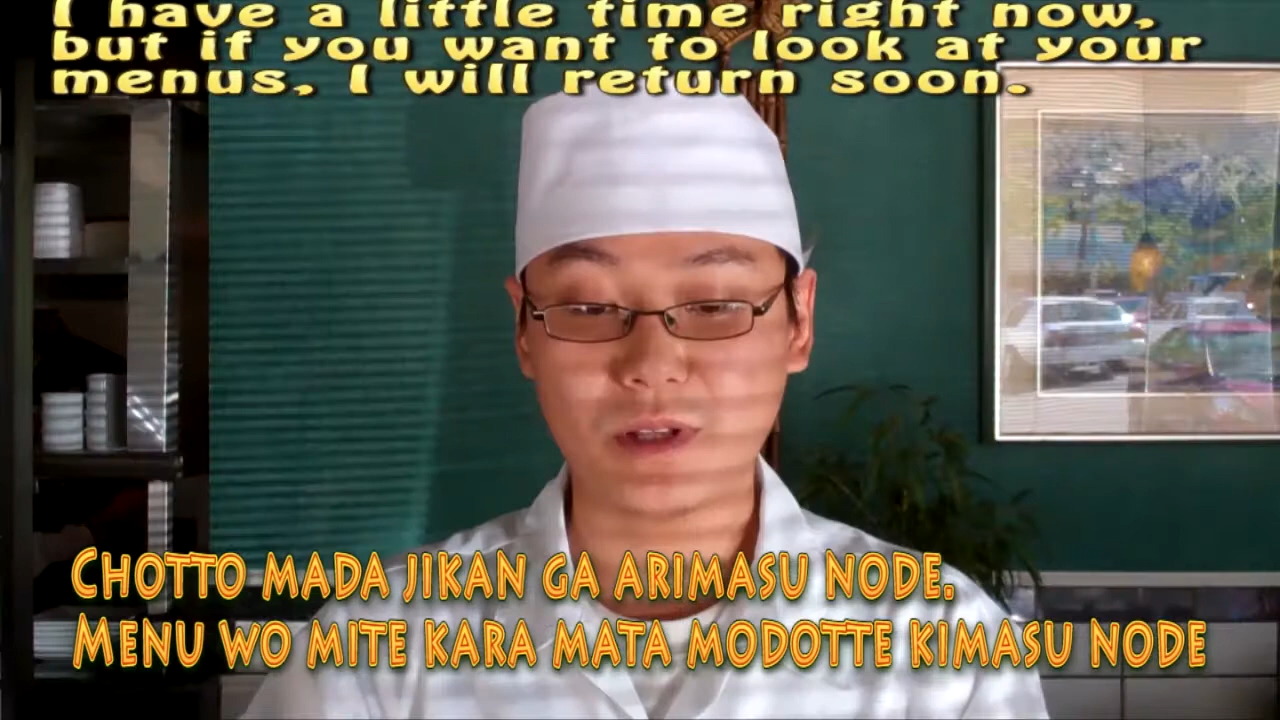 I have a little time right now,
but if you want to look at your
menus, I will return soon.
Chotto mada jikan ga arimasu node.
Menu wo mite kara mata modotte kimasu node